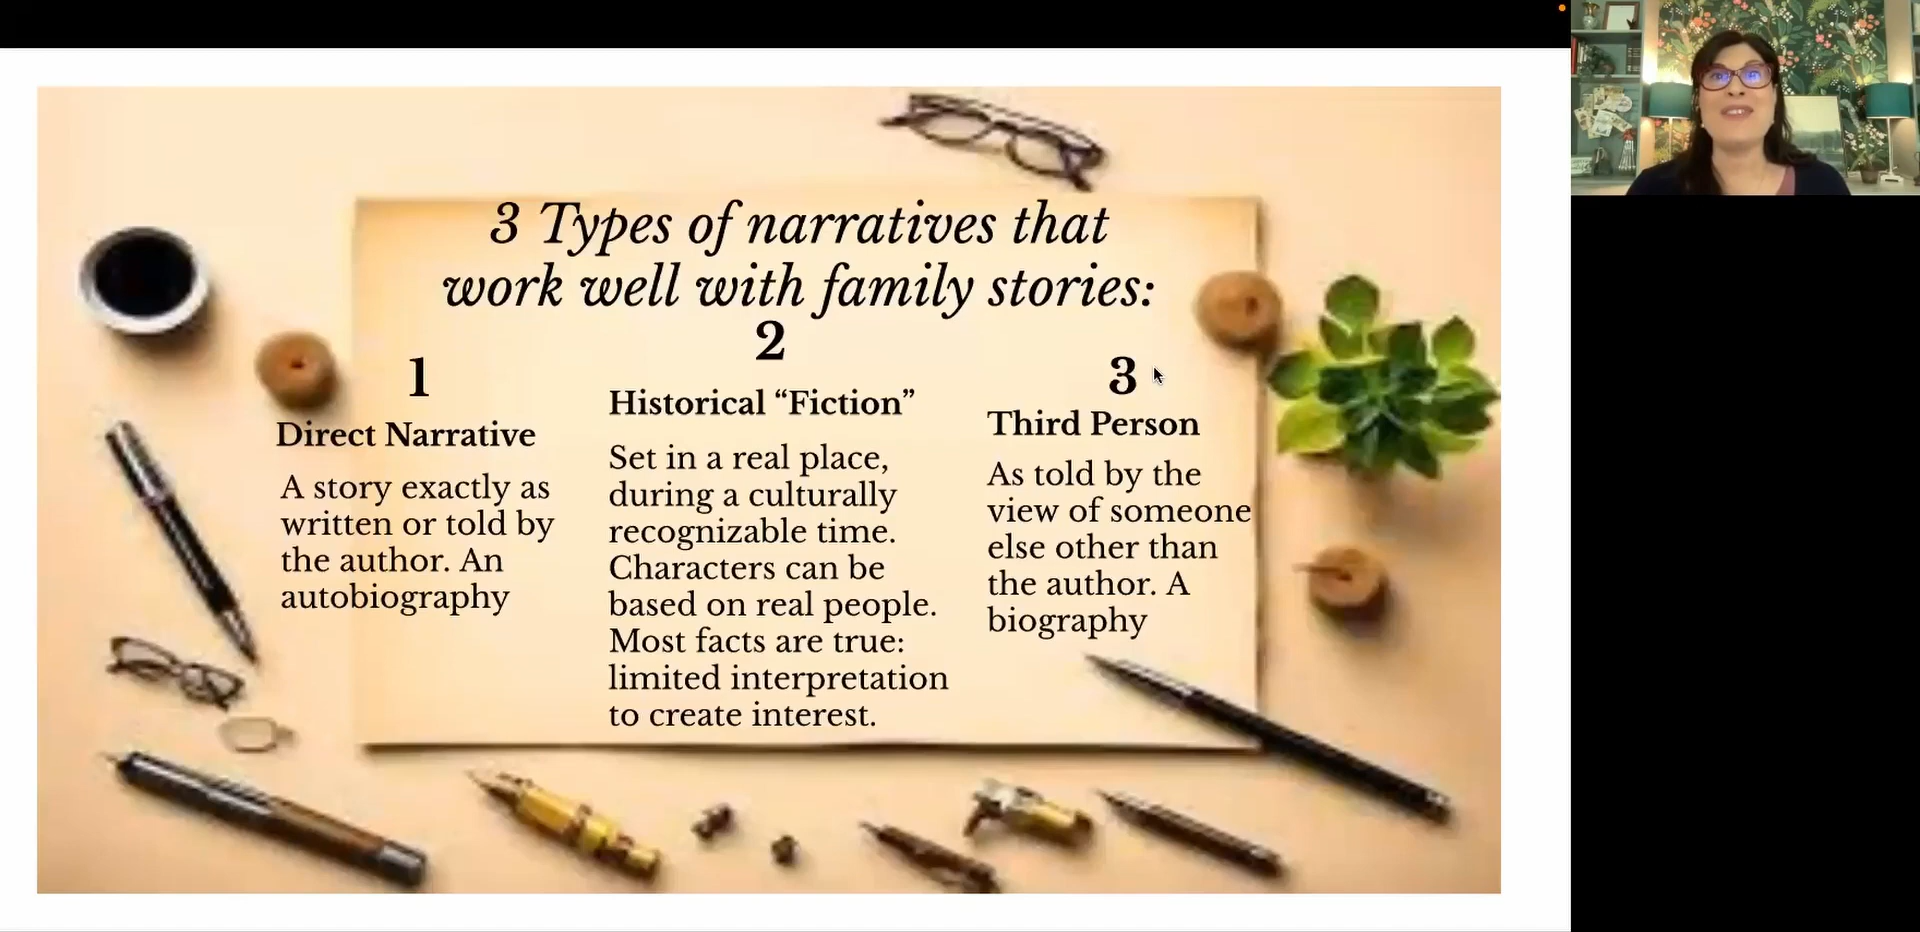 3 Types of narratives that
work well with family stories:
1
Direct Narrative
A story exactly as
written or told by
the author. An
autobiography
2
Historical “Fiction”
Set in a real place,
during a culturally
recognizable time.
Characters can be
based on real people.
Most facts are true:
limited interpretation
to create interest.
3
Third Person
As told by the
view of someone
else other than
the author. A
biography